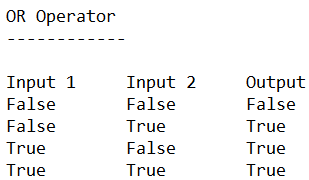 OR Operator
------------
Input 1 Input 2 Output
False False False
False True True
True False True
True True True